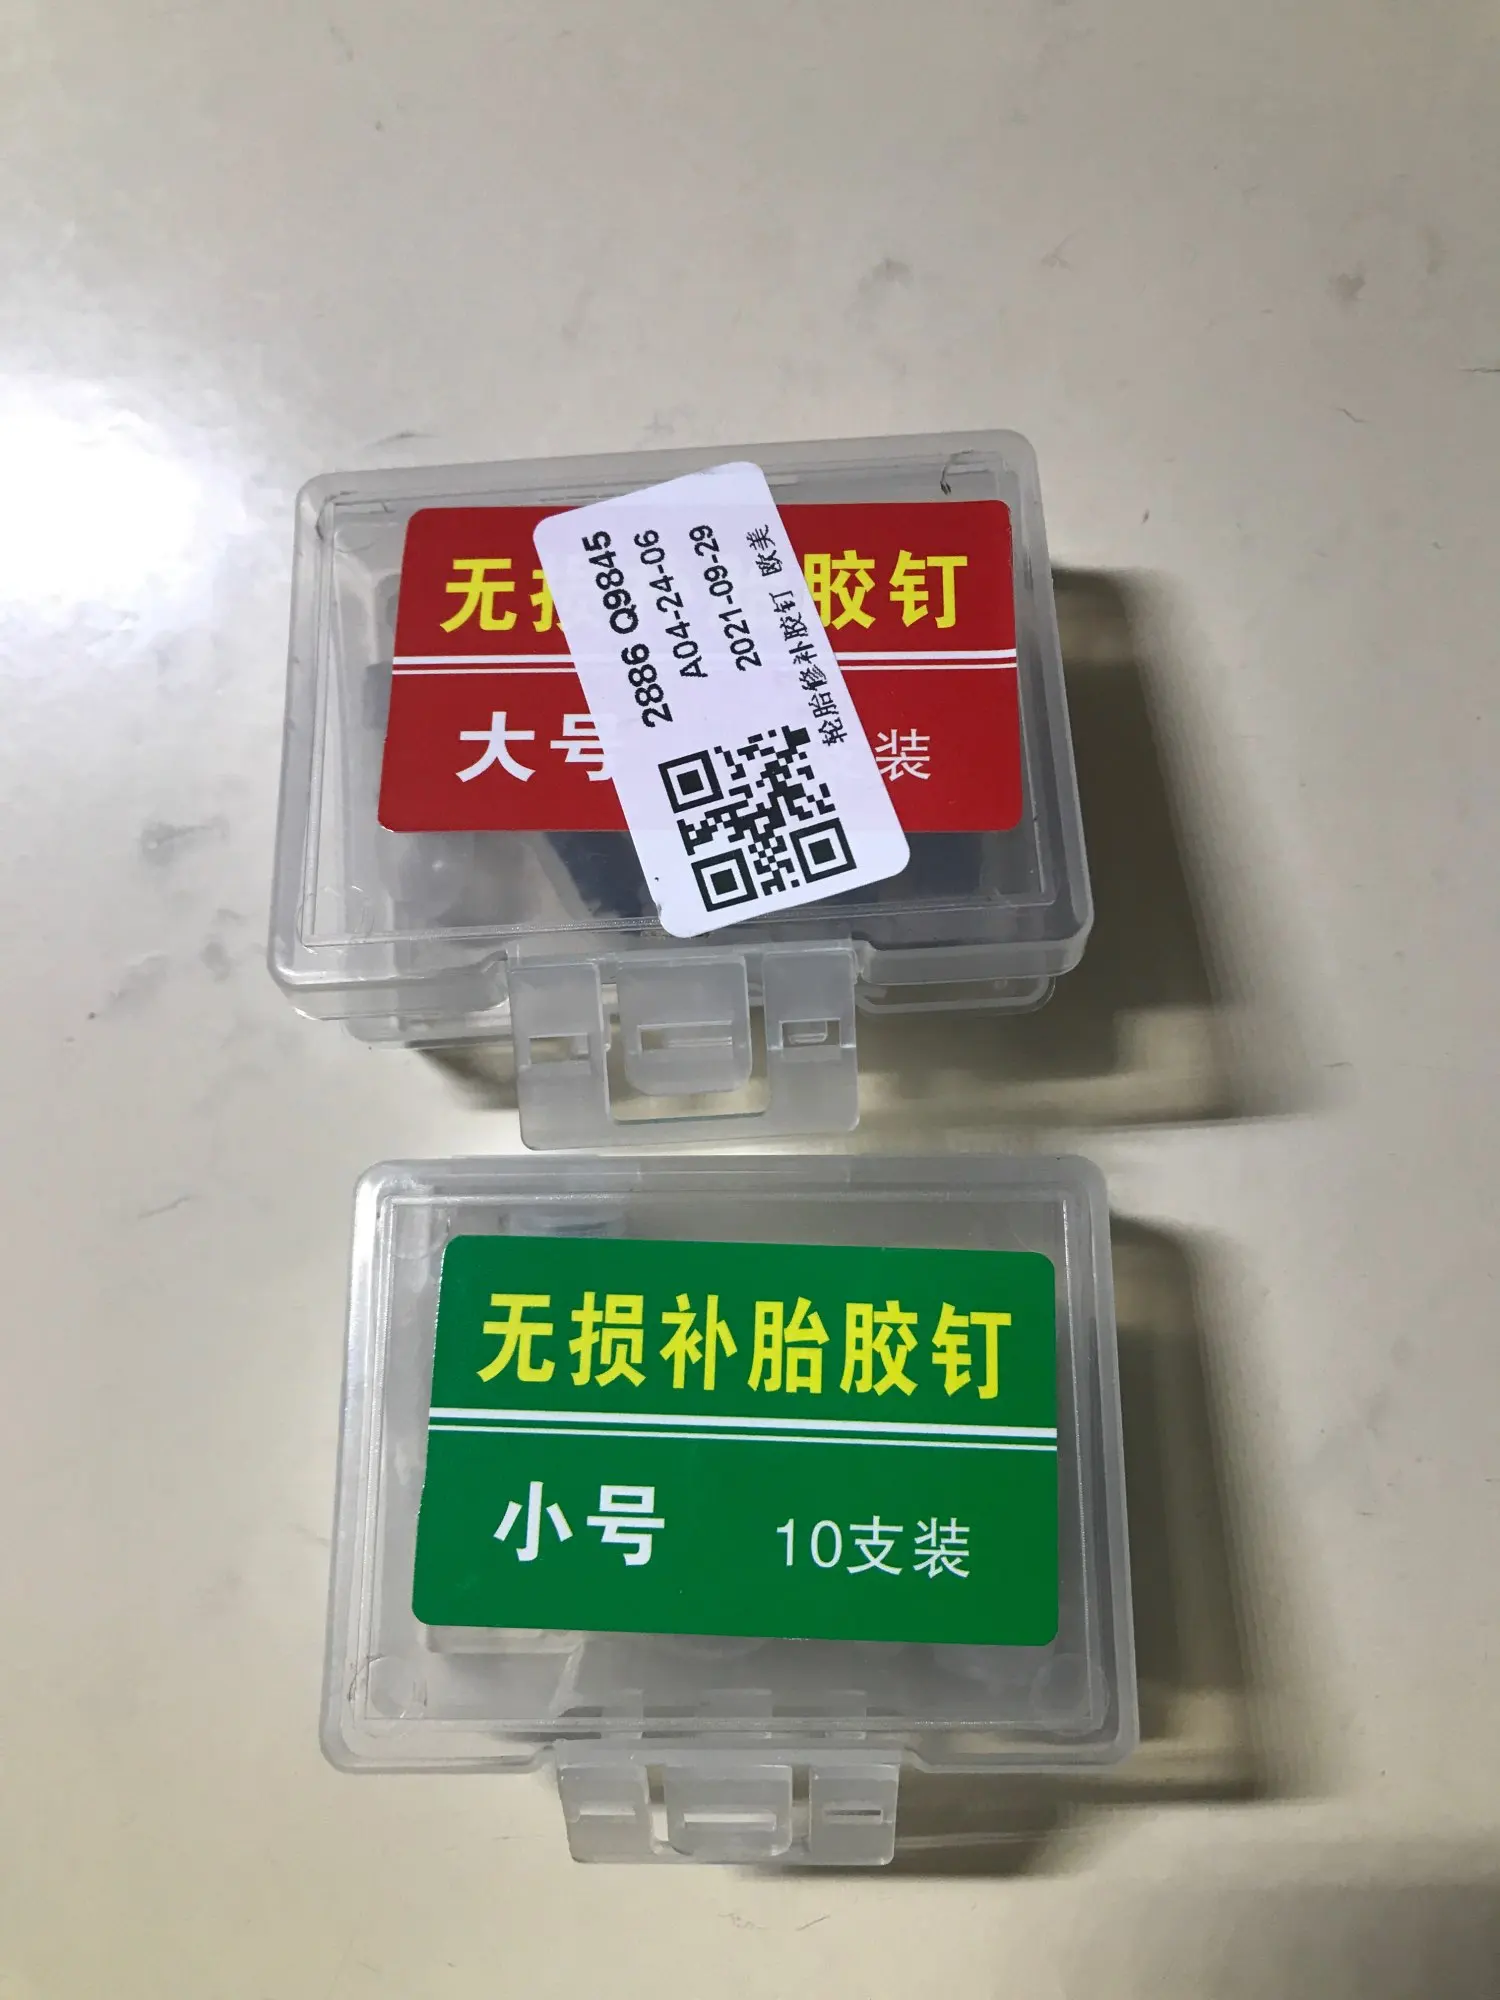 无 胶钉
大号
装
2886 Q9845
A04-24-06
2021-09-29
轮胎修补胶钉 欧美
无损补胎胶钉
小号 10支装